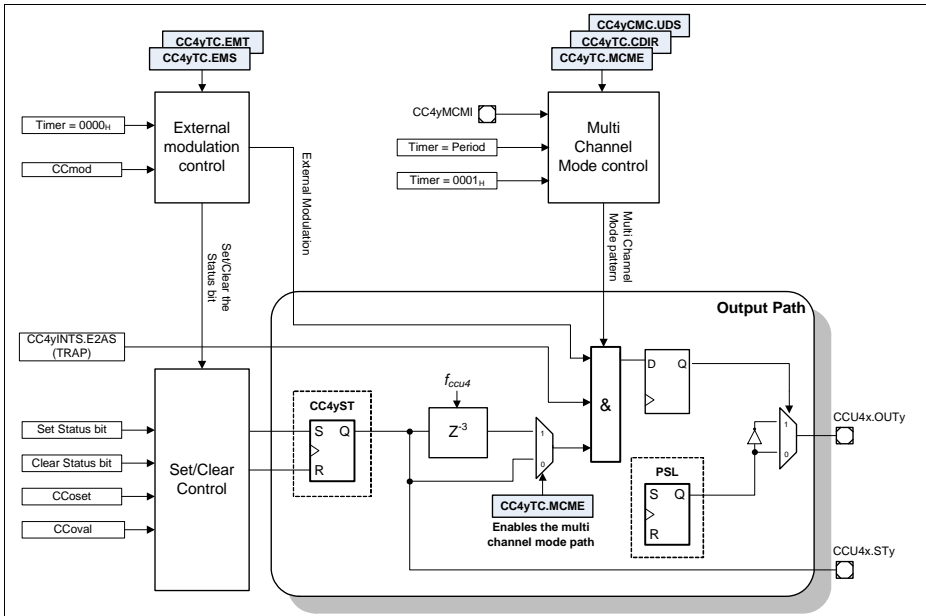 CC4yTC.EMT
CC4yTC.EMS
CC4yCMC.UDS
CC4yTC.CDIR
CC4yTC.MCME
Timer = 0000H
CCmod
External
modulation
control
CC4yMCMI
Timer = Period
Timer = 0001H
Multi
Channel
Mode control
External Modulation
Set/Clear the
Status bit
Multi Channel
Mode pattern
Output Path
CC4yINTS.E2AS
(TRAP)
Set Status bit
Clear Status bit
CCoset
CCoval
Set/Clear
Control
CC4yST
S Q
R
fccu4
Z-3
1
0
CC4yTC.MCME
Enables the multi
channel mode path
&
D Q
PSL
S Q
R
1
0
CCU4x.OUTy
CCU4x.STy